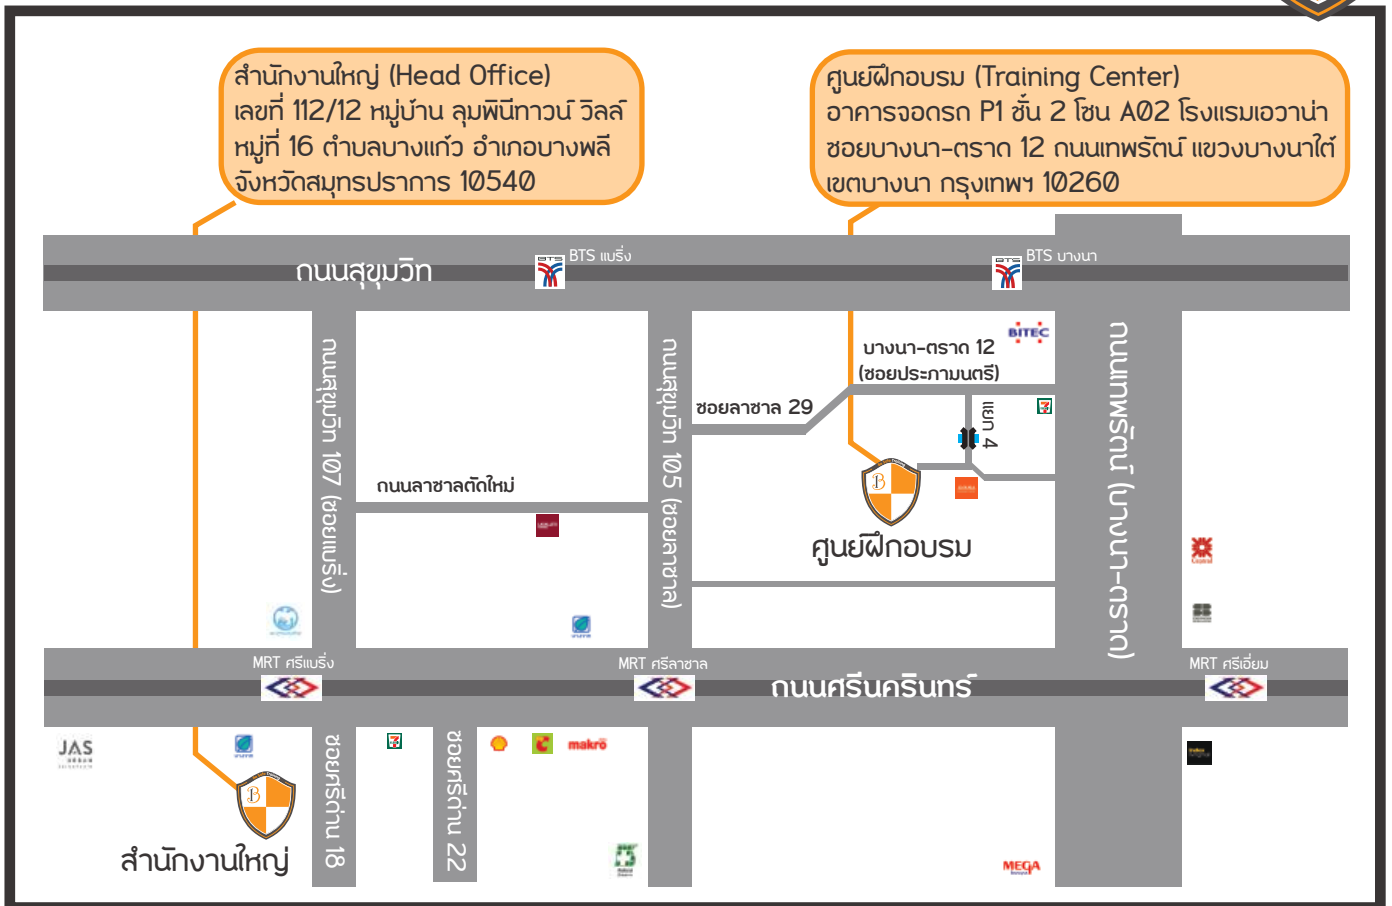 สำนักงานใหญ่ (Head Office)
เลขที่ 112/12 หมู่บ้าน ลุมพินีทาวน์ วิลล์
หมู่ที่ 16 ตำบลบางแก้ว อำเภอบางพลี
จังหวัดสมุทรปราการ 10540
ศูนย์ฝึกอบรม (Training Center)
อาคารจอดรถ P1 ชั้น 2 โซน A02 โรงแรมเอวาน่า
ซอยบางนา-ตราด 12 ถนนเทพรัตน์ แขวงบางนาใต้
เขตบางนา กรุงเทพฯ 10260
ถนนสุขุมวิท
BTS
BTS แบริ่ง
BTS
BTS บางนา
ถนนสุขุมวิท 107 (ซอยแบริ่ง)
ถนนสุขุมวิท 105 (ซอยลาซาล)
ถนนเทพรัตน์ (บางนา-ตราด)
BITEC
บางนา-ตราด 12
(ซอยประภามนตรี)
ซอยลาซาล 29
7
แยก 4
ถนนลาซาลตัดใหม่
B
ศูนย์ฝึกอบรม
Central
MRT ศรีแบริ่ง
MRT ศรีลาซาล
ถนนศรีนครินทร์
MRT ศรีเอี่ยม
JAS
ซอยศรีด่าน 18
7
ซอยศรีด่าน 22
makro
B
สำนักงานใหญ่
MEGA